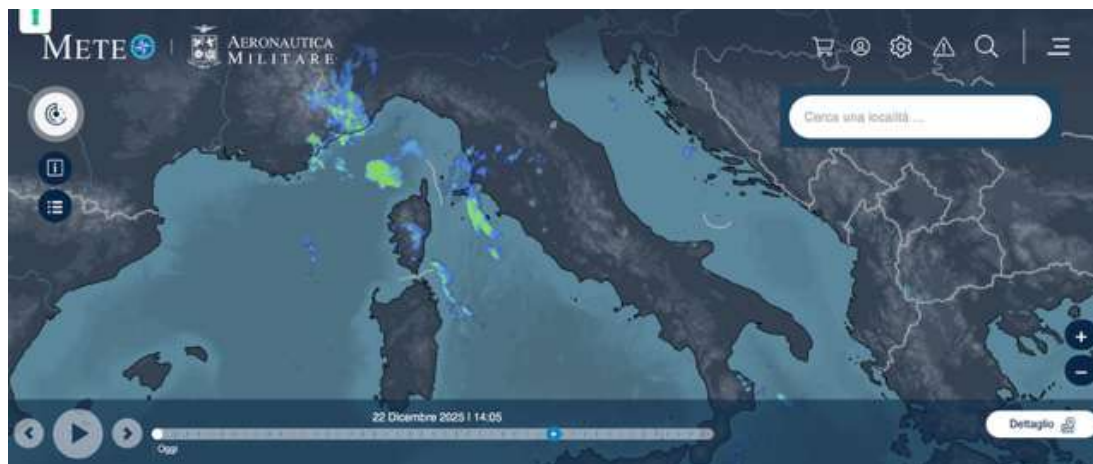 METEO
AERONAUTICA
MILITARE
Cerca una località ...
22 Dicembre 2025 | 14:05
Oggi
Dettaglio